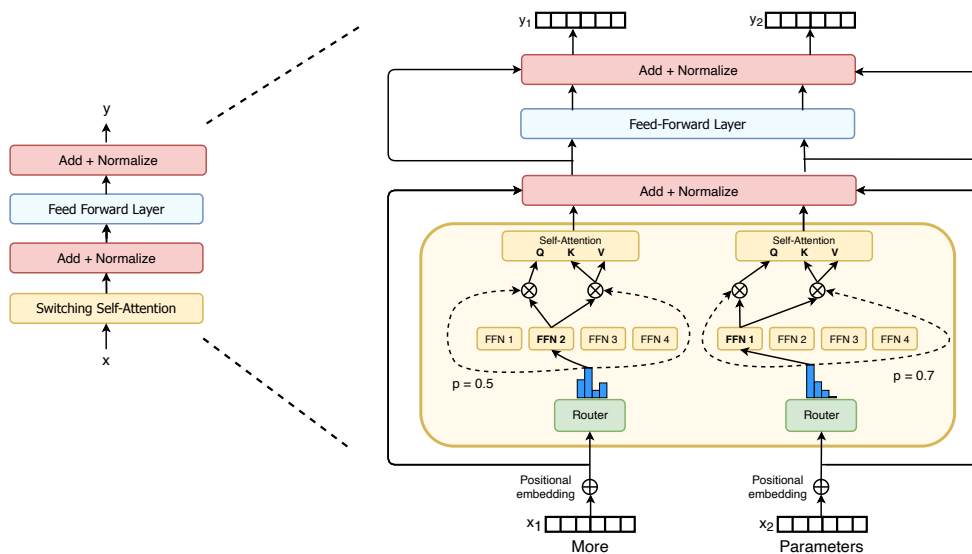 y
Add + Normalize
Feed Forward Layer
Add + Normalize
Switching Self-Attention
x
y1
y2
Add + Normalize
Feed-Forward Layer
Add + Normalize
Self-Attention
Q K V
Self-Attention
Q K V
FFN 1 FFN 2 FFN 3 FFN 4
FFN 1 FFN 2 FFN 3 FFN 4
p = 0.5
p = 0.7
Router
Router
Positional
embedding
Positional
embedding
x1
x2
More
Parameters